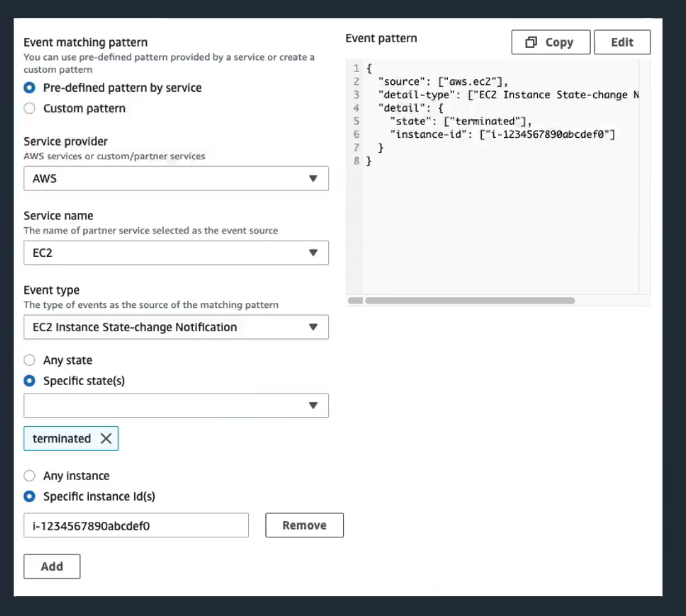 Event matching pattern
You can use pre-defined pattern provided by a service or create a
custom pattern
Pre-defined pattern by service
Custom pattern
Service provider
AWS services or custom/partner services
AWS
Service name
The name of partner service selected as the event source
EC2
Event type
The type of events as the source of the matching pattern
EC2 Instance State-change Notification
Any state
Specific state(s)
terminated
Any instance
Specific instance Id(s)
i-1234567890abcdef0
Remove
Add
Event pattern
Copy
Edit
1 {
2 "source": ["aws.ec2"],
3 "detail-type": ["EC2 Instance State-change N
4 "detail": {
5 "state": ["terminated"],
6 "instance-id": ["i-1234567890abcdef0"]
7 }
8 }